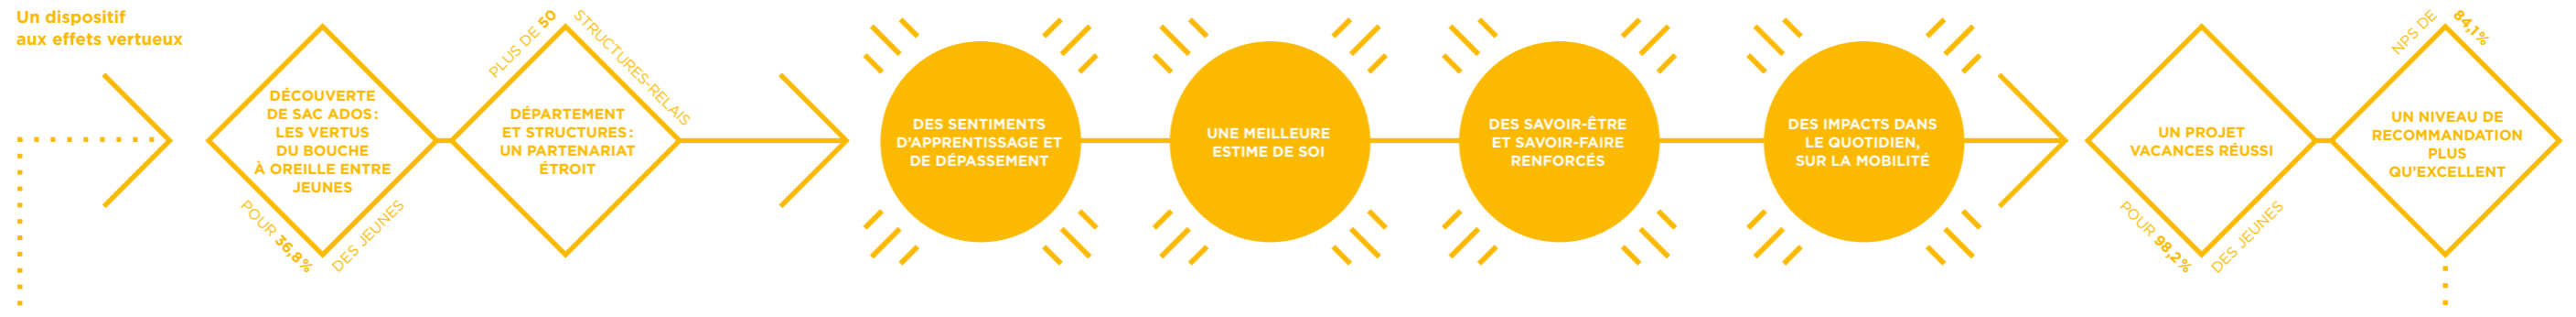 Un dispositif
aux effets vertueux
DÉCOUVERTE
DE SAC ADOS :
LES VERTUS
DU BOUCHE
À OREILLE ENTRE
JEUNES
POUR 36,8 %
DES JEUNES
PLUS DE 50
STRUCTURES-RELAIS
DÉPARTEMENT
ET STRUCTURES :
UN PARTENARIAT
ÉTROIT
DES SENTIMENTS
D’APPRENTISSAGE ET
DE DÉPASSEMENT
UNE MEILLEURE
ESTIME DE SOI
DES SAVOIR-ÊTRE
ET SAVOIR-FAIRE
RENFORCÉS
DES IMPACTS DANS
LE QUOTIDIEN,
SUR LA MOBILITÉ
UN PROJET
VACANCES RÉUSSI
POUR 98,2 %
DES JEUNES
NPS DE
84,1%
UN NIVEAU DE
RECOMMANDATION
PLUS
QU’EXCELLENT